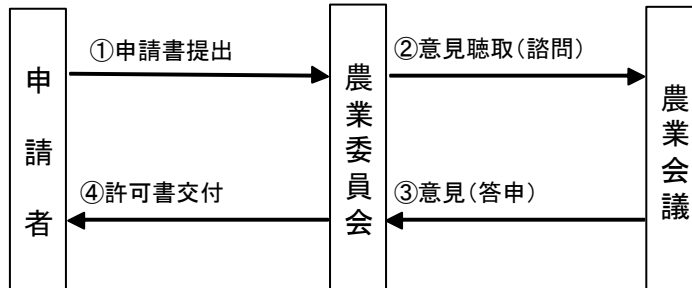 申請者
①申請書提出
④許可書交付
農業委員会
②意見聴取(諮問)
③意見(答申)
農業会議